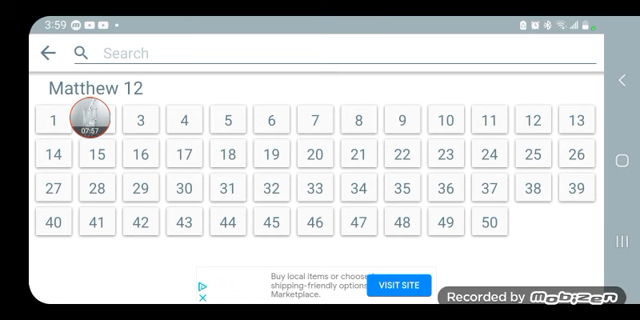 3:59
Search
Matthew 12
1 3 4 5 6 7 8 9 10 11 12 13
07:57
14 15 16 17 18 19 20 21 22 23 24 25 26
27 28 29 30 31 32 33 34 35 36 37 38 39
40 41 42 43 44 45 46 47 48 49 50
Buy local items or choose
shipping-friendly options
Marketplace.
VISIT SITE
Recorded by Mobizen